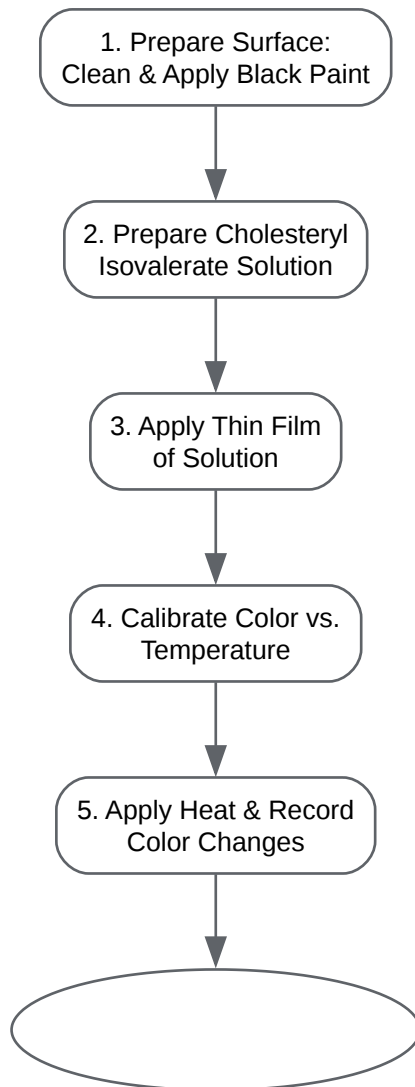 1. Prepare Surface:
Clean & Apply Black Paint
2. Prepare Cholesteryl
Isovalerate Solution
3. Apply Thin Film
of Solution
4. Calibrate Color vs.
Temperature
5. Apply Heat & Record
Color Changes